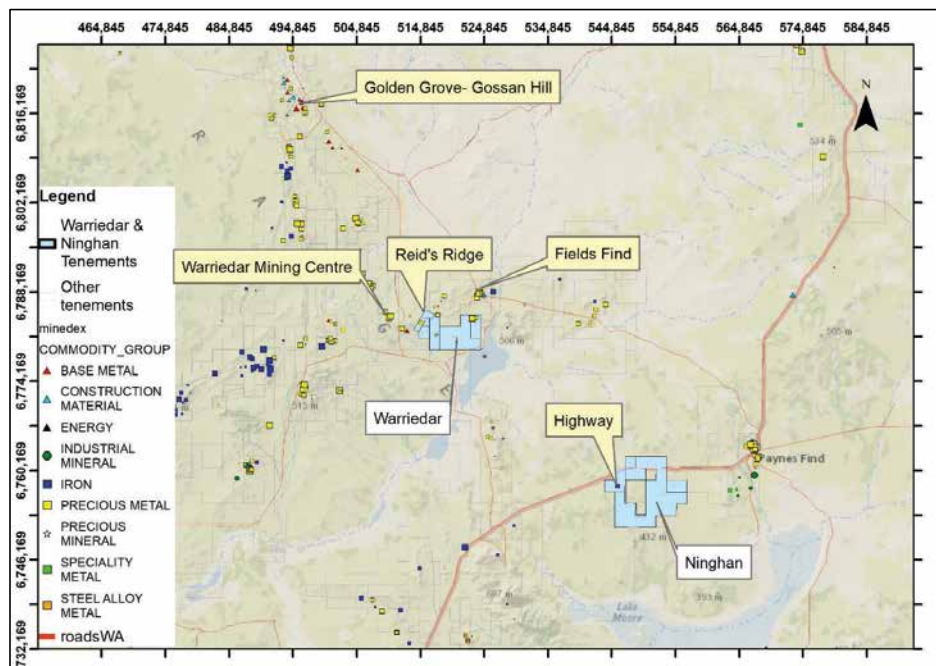 464,845 474,845 484,845 494,845 504,845 514,845 524,845 534,845 544,845 554,845 564,845 574,845 584,845
Golden Grove- Gossan Hill
N
6,816,169
534 m
Legend
Warriedar &
Ninghan
Tenements
Other
tenements
minedex
COMMODITY_GROUP
BASE METAL
CONSTRUCTION
MATERIAL
ENERGY
INDUSTRIAL
MINERAL
IRON
PRECIOUS METAL
PRECIOUS
MINERAL
SPECIALITY
METAL
STEEL ALLOY
METAL
roadsWA
6,802,169
Reid's Ridge
Fields Find
Warriedar Mining Centre
6,788,169
506 m
505 m
6,774,169
515 m
Warriedar
Highway
Paynes Find
6,760,169
432 m
Ninghan
6,746,169
393 m
Lake
Moore
732,169